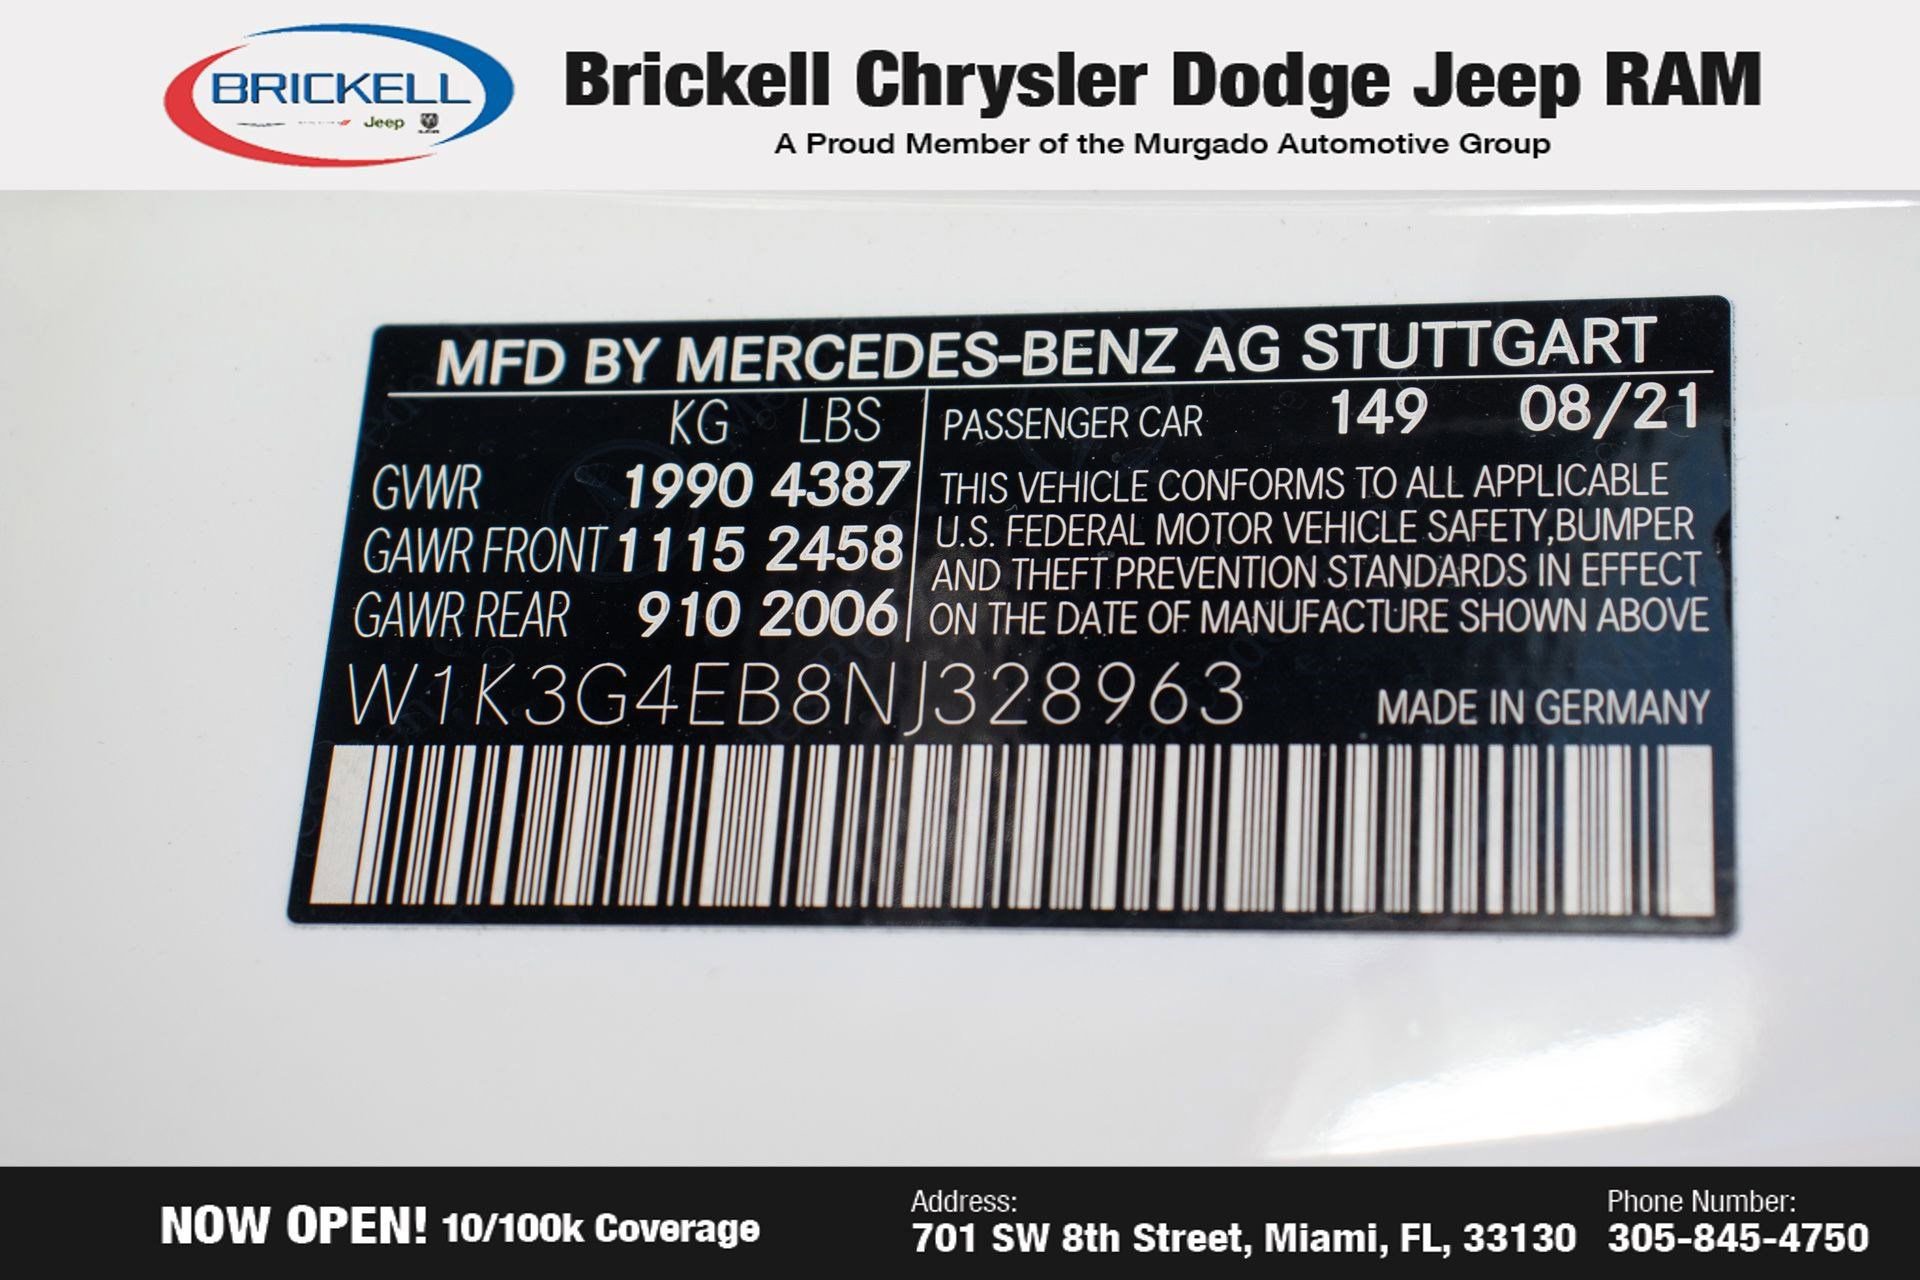 BRICKELL
Jeep
Brickell Chrysler Dodge Jeep RAM
A Proud Member of the Murgado Automotive Group
MFD BY MERCEDES-BENZ AG STUTTGART
KG LBS
GVWR 1990 4387
GAWR FRONT 1115 2458
GAWR REAR 910 2006
PASSENGER CAR 149 08/21
THIS VEHICLE CONFORMS TO ALL APPLICABLE
U.S. FEDERAL MOTOR VEHICLE SAFETY,BUMPER
AND THEFT PREVENTION STANDARDS IN EFFECT
ON THE DATE OF MANUFACTURE SHOWN ABOVE
W1K3G4EB8NJ328963 MADE IN GERMANY
NOW OPEN! 10/100k Coverage
Address:
701 SW 8th Street, Miami, FL, 33130
Phone Number:
305-845-4750